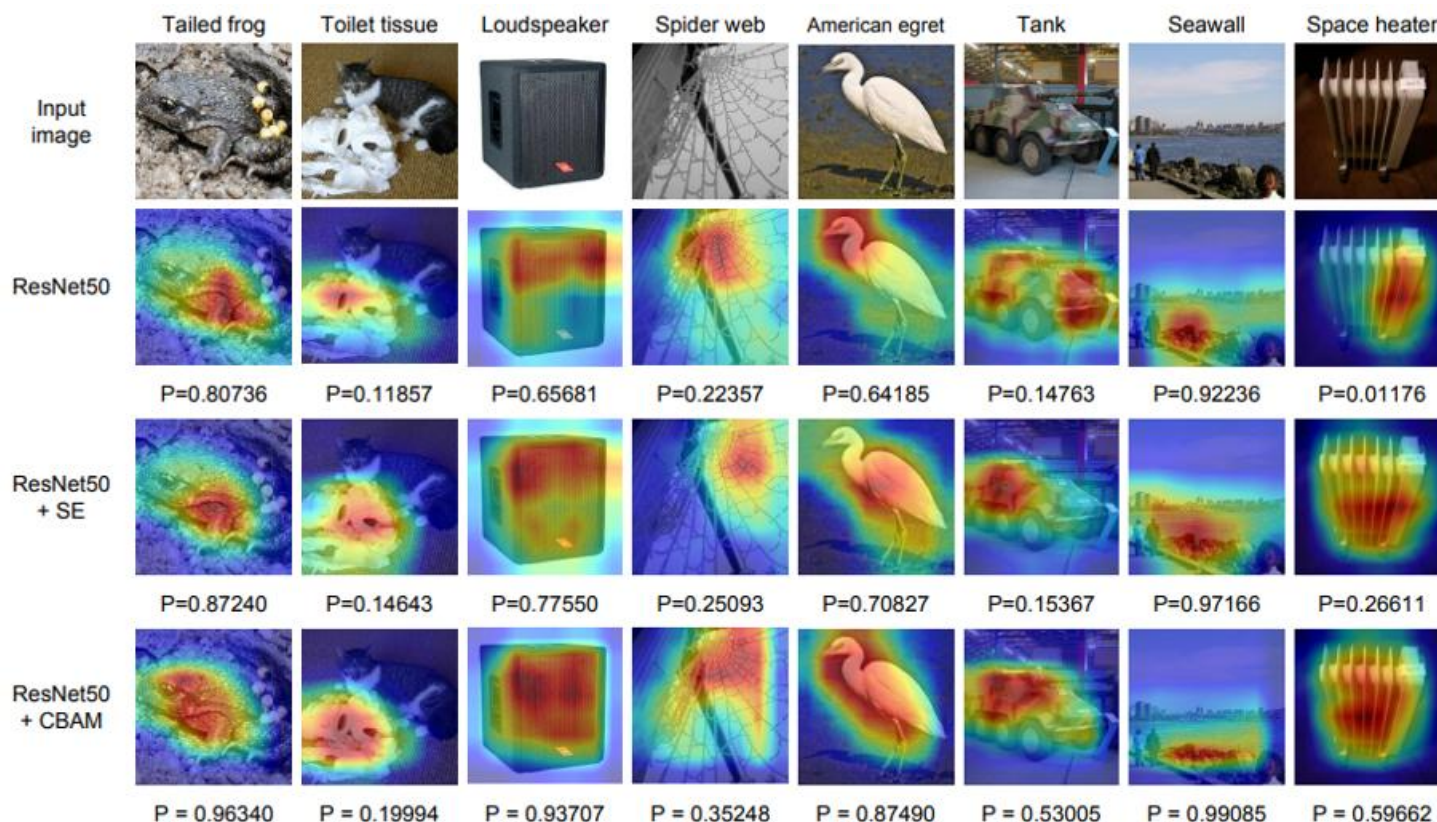 Tailed frog Toilet tissue Loudspeaker Spider web American egret Tank Seawall Space heater
Input
image
ResNet50
P=0.80736 P=0.11857 P=0.65681 P=0.22357 P=0.64185 P=0.14763 P=0.92236 P=0.01176
ResNet50
+ SE
P=0.87240 P=0.14643 P=0.77550 P=0.25093 P=0.70827 P=0.15367 P=0.97166 P=0.26611
ResNet50
+ CBAM
P = 0.96340 P = 0.19994 P = 0.93707 P = 0.35248 P = 0.87490 P = 0.53005 P = 0.99085 P = 0.59662